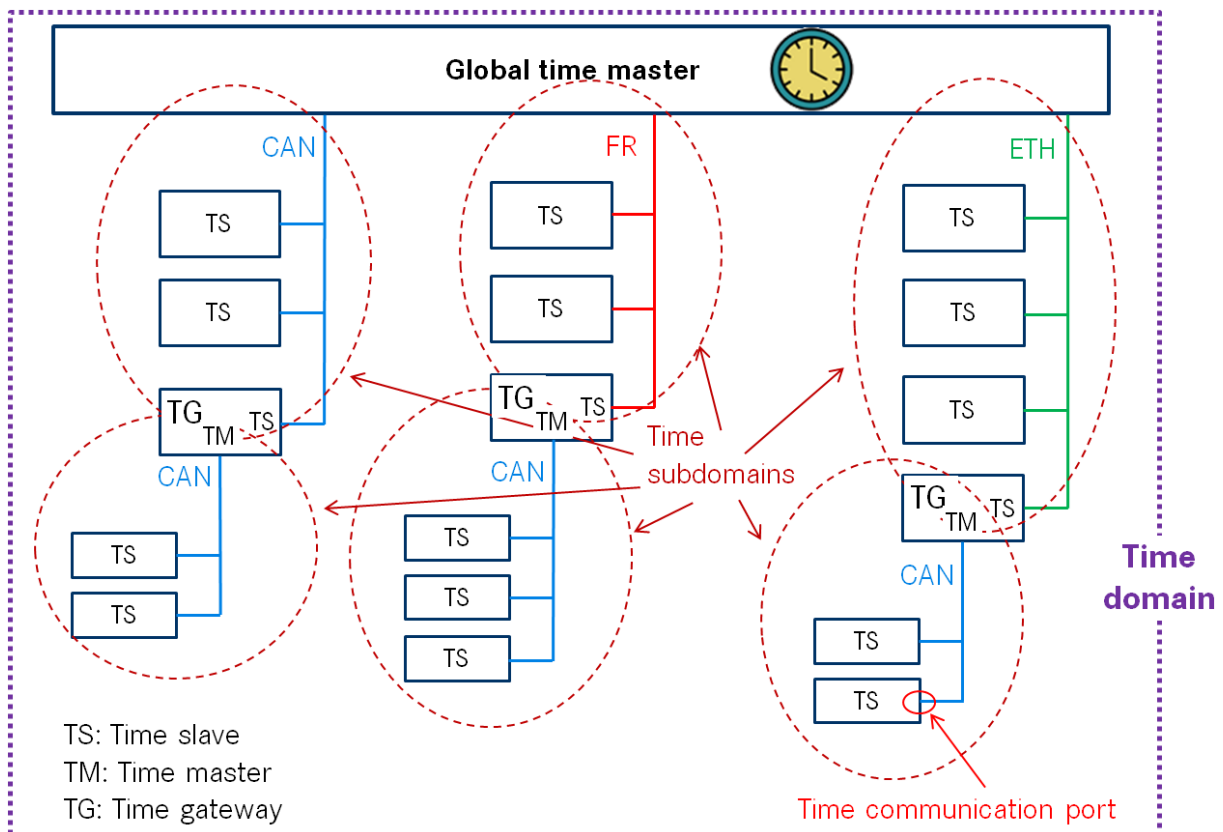 Global time master
CAN
FR
ETH
TS
TS
TS
TS
TS
TS
TS
TG
TM
TS
TG
TM
TS
Time
subdomains
CAN
CAN
TG
TM
TS
TS
TS
TS
TS
TS
CAN
Time
domain
TS
TS
TS: Time slave
TM: Time master
TG: Time gateway
Time communication port